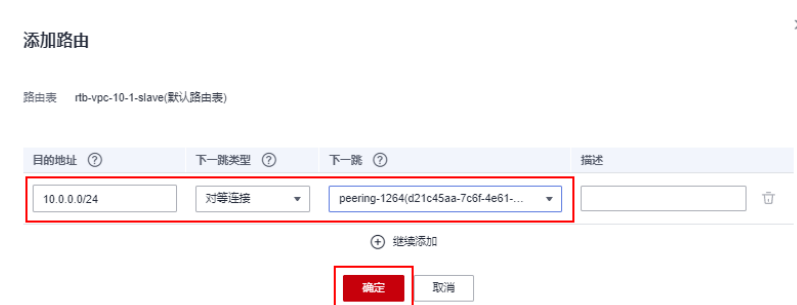 添加路由
路由表 rtb-vpc-10-1-slave(默认路由表)
目的地址 ? 下一跳类型 ? 下一跳 ? 描述
10.0.0.0/24 对等连接 peering-1264(d21c45aa-7c6f-4e61-...
继续添加
确定 取消